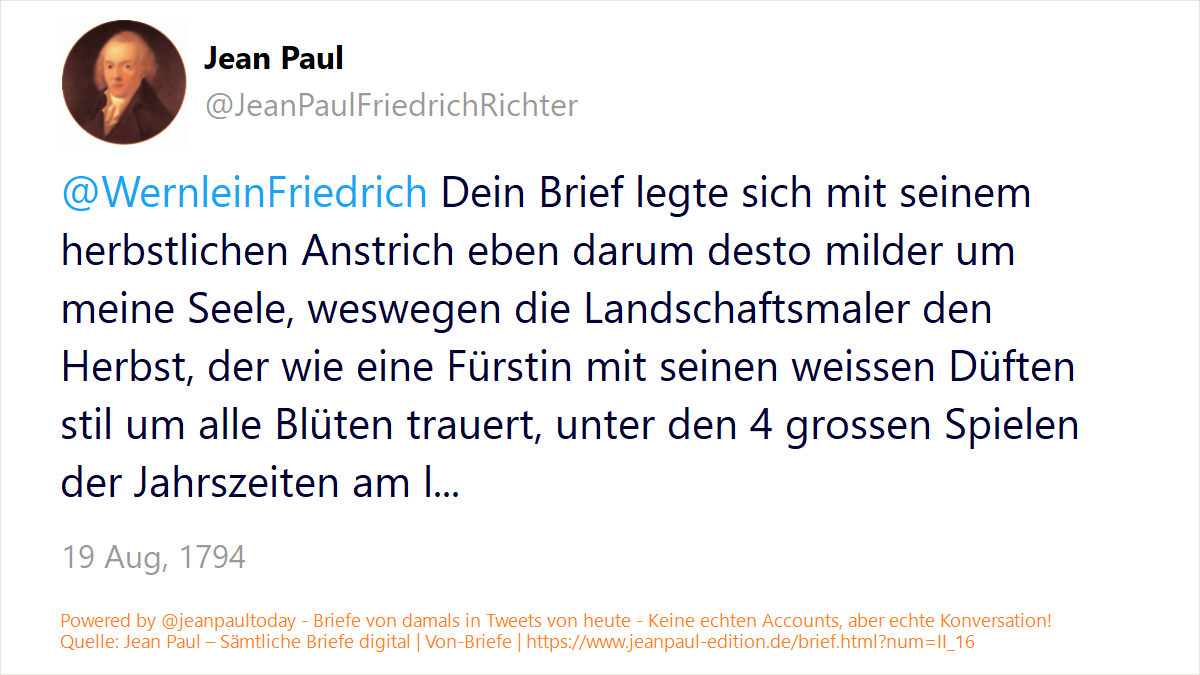 Jean Paul
@JeanPaulFriedrichRichter
@WernleinFriedrich Dein Brief legte sich mit seinem
herbstlichen Anstrich eben darum desto milder um
meine Seele, weswegen die Landschaftsmaler den
Herbst, der wie eine Fürstin mit seinen weissen Düften
stil um alle Blüten trauert, unter den 4 grossen Spielen
der Jahrszeiten am l...
19 Aug, 1794
Powered by @jeanpaultoday - Briefe von damals in Tweets von heute - Keine echten Accounts, aber echte Konversation!
Quelle: Jean Paul – Sämtliche Briefe digital | Von-Briefe | https://www.jeanpaul-edition.de/brief.html?num=II_16